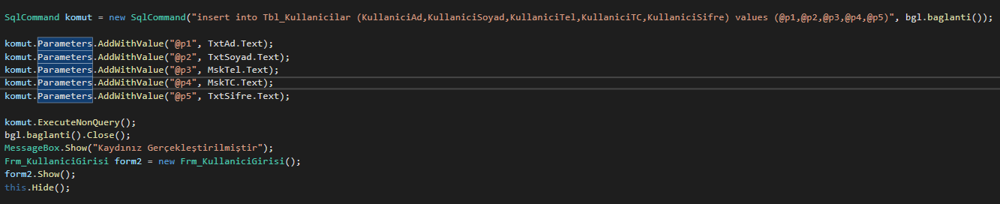 SqlCommand komut = new SqlCommand("insert into Tbl_Kullanicilar (KullaniciAd,KullaniciSoyad,KullaniciTel,KullaniciTC,KullaniciSifre) values (@p1,@p2,@p3,@p4,@p5)", bgl.baglanti());
komut.Parameters.AddWithValue("@p1", TxtAd.Text);
komut.Parameters.AddWithValue("@p2", TxtSoyad.Text);
komut.Parameters.AddWithValue("@p3", MskTel.Text);
komut.Parameters.AddWithValue("@p4", MskTC.Text);
komut.Parameters.AddWithValue("@p5", TxtSifre.Text);
komut.ExecuteNonQuery();
bgl.baglanti().Close();
MessageBox.Show("Kaydınız Gerçekleştirilmiştir");
Frm_KullaniciGirisi form2 = new Frm_KullaniciGirisi();
form2.Show();
this.Hide();